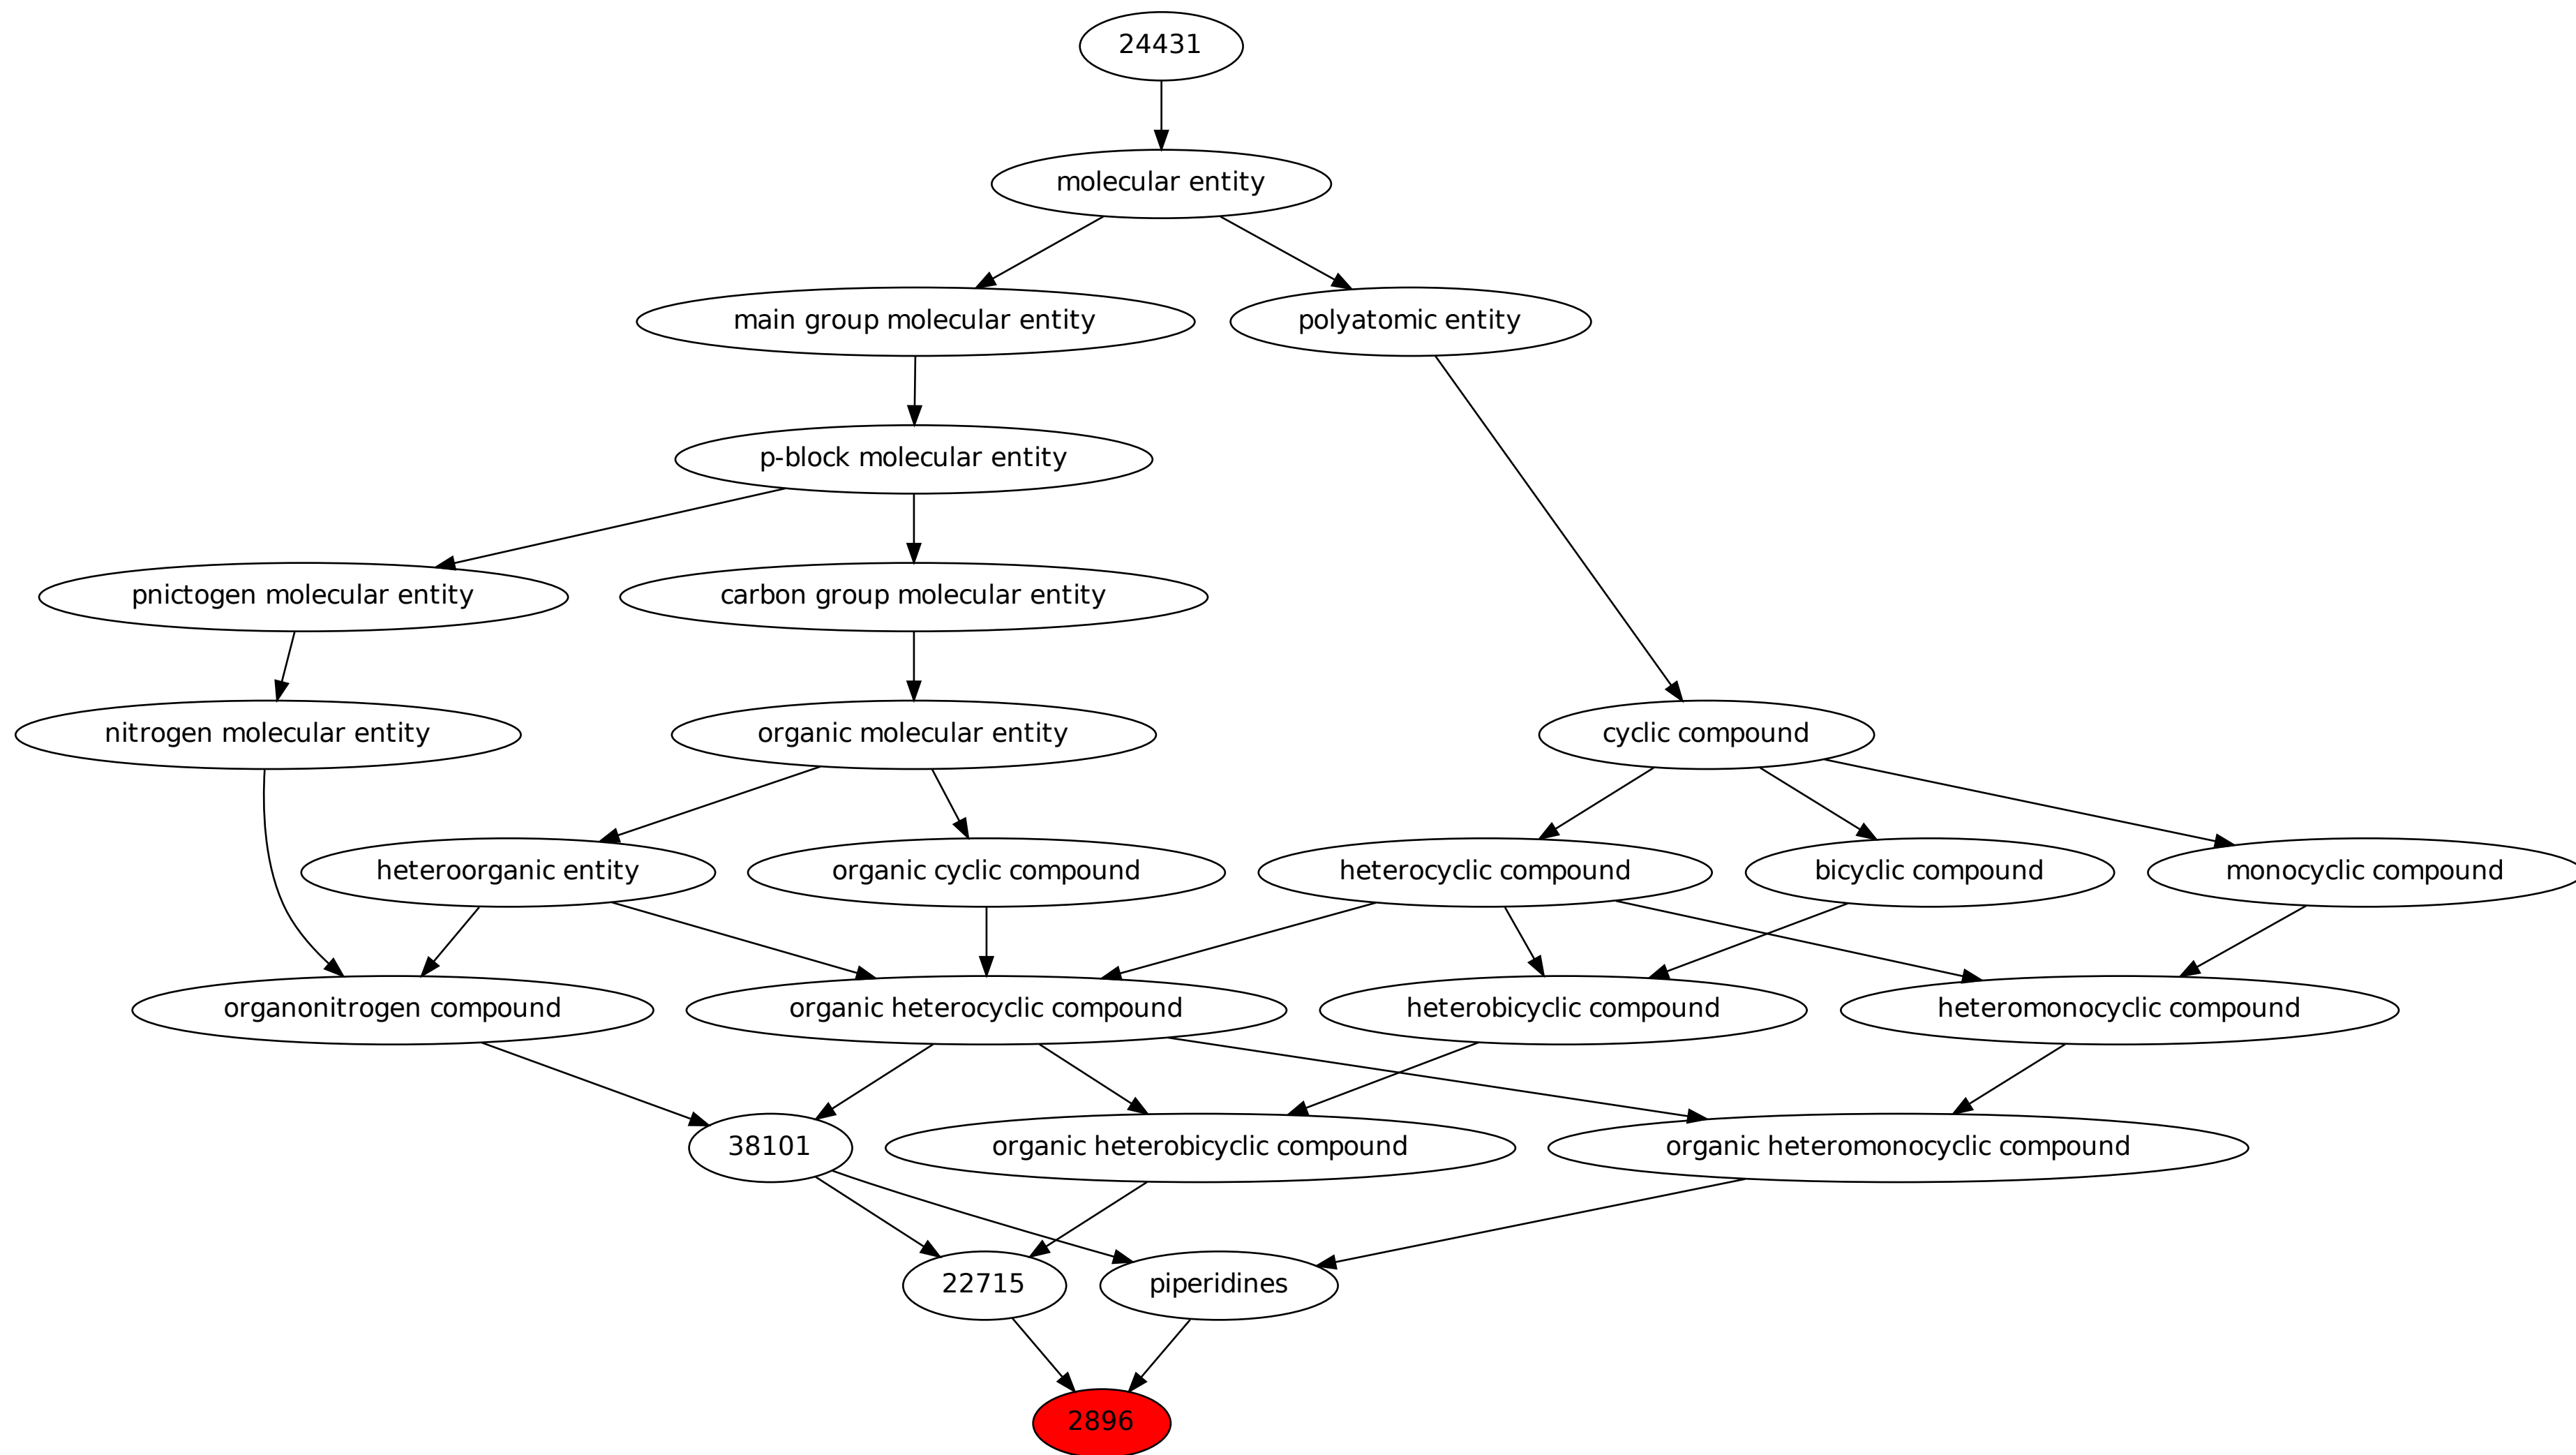 24431
molecular entity
main group molecular entity
polyatomic entity
p-block molecular entity
pnictogen molecular entity
carbon group molecular entity
nitrogen molecular entity
organic molecular entity
cyclic compound
heteroorganic entity
organic cyclic compound
heterocyclic compound
bicyclic compound
monocyclic compound
organonitrogen compound
organic heterocyclic compound
heterobicyclic compound
heteromonocyclic compound
38101
organic heterobicyclic compound
organic heteromonocyclic compound
22715
piperidines
2896